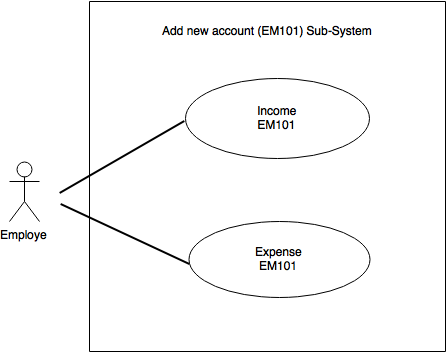 Add new account (EM101) Sub-System
Income
EM101
Employe
Expense
EM101